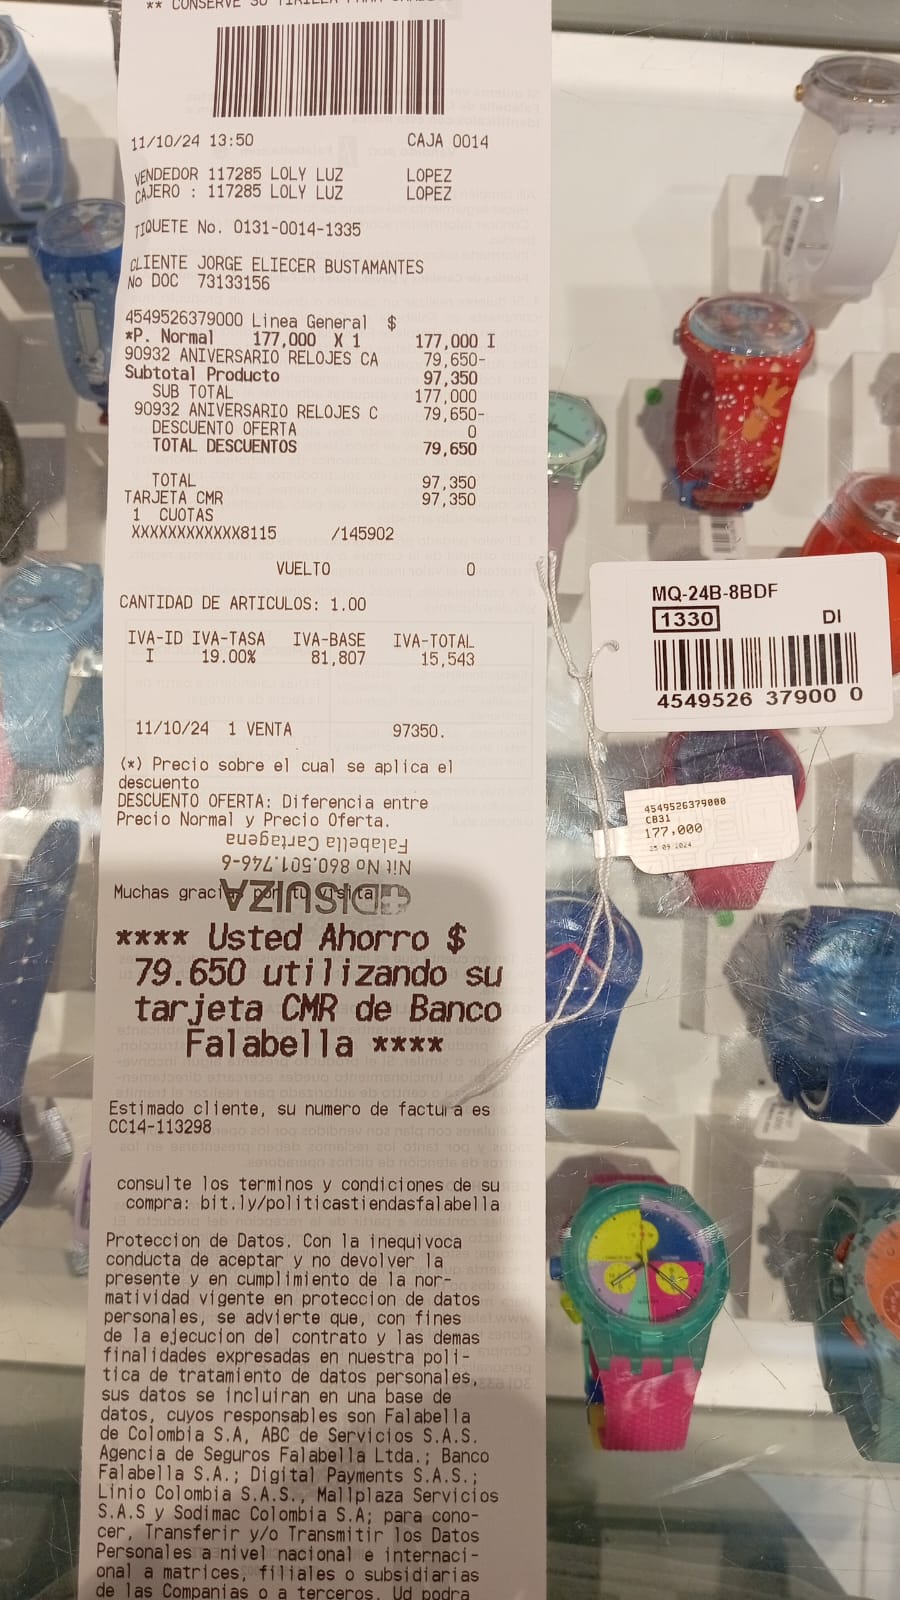 ** CONSERVE SU TIRILLA PARA
11/10/24 13:50 CAJA 0014
VENDEDOR 117285 LOLY LUZ LOPEZ
CAJERO : 117285 LOLY LUZ LOPEZ
TIQUETE No. 0131-0014-1335
CLIENTE JORGE ELIECER BUSTAMANTES
No DOC 73133156
4549526379000 Linea General $
*P. Normal 177,000 X 1 177,000 I
90932 ANIVERSARIO RELOJES CA 79,650-
Subtotal Producto 97,350
SUB TOTAL 177,000
90932 ANIVERSARIO RELOJES C 79,650-
DESCUENTO OFERTA 0
TOTAL DESCUENTOS 79,650
TOTAL 97,350
TARJETA CMR 97,350
1 CUOTAS
XXXXXXXXXXXX8115 /145902
VUELTO 0
CANTIDAD DE ARTICULOS: 1.00
IVA-ID IVA-TASA IVA-BASE IVA-TOTAL
I 19.00% 81,807 15,543
11/10/24 1 VENTA 97350.
(*) Precio sobre el cual se aplica el
descuento
DESCUENTO OFERTA: Diferencia entre
Precio Normal y Precio Oferta.
Falabella Cartagena
Nit No 860.501.746-6
DISUIZA
Muchas gracias por tu visita
**** Usted Ahorro $
79.650 utilizando su
tarjeta CMR de Banco
Falabella ****
Estimado cliente, su numero de factura es
CC14-113298
consulte los terminos y condiciones de su
compra: bit.ly/politicastiendasfalabella
Proteccion de Datos. Con la inequivoca
conducta de aceptar y no devolver la
presente y en cumplimiento de la nor-
matividad vigente en proteccion de datos
personales, se advierte que, con fines
de la ejecucion del contrato y las demas
finalidades expresadas en nuestra poli-
tica de tratamiento de datos personales,
sus datos se incluiran en una base de
datos, cuyos responsables son Falabella
de Colombia S.A, ABC de Servicios S.A.S.
Agencia de Seguros Falabella Ltda.; Banco
Falabella S.A.; Digital Payments S.A.S.;
Linio Colombia S.A.S., Mallplaza Servicios
S.A.S y Sodimac Colombia S.A; para cono-
cer, Transferir y/o Transmitir los Datos
Personales a nivel nacional e internaci-
onal a matrices, filiales o subsidiarias
de las Companias o a terceros. Ud podra
MQ-24B-8BDF
1330 DI
4549526 37900 0
4549526379000
CB31
177,000
25 09 2024